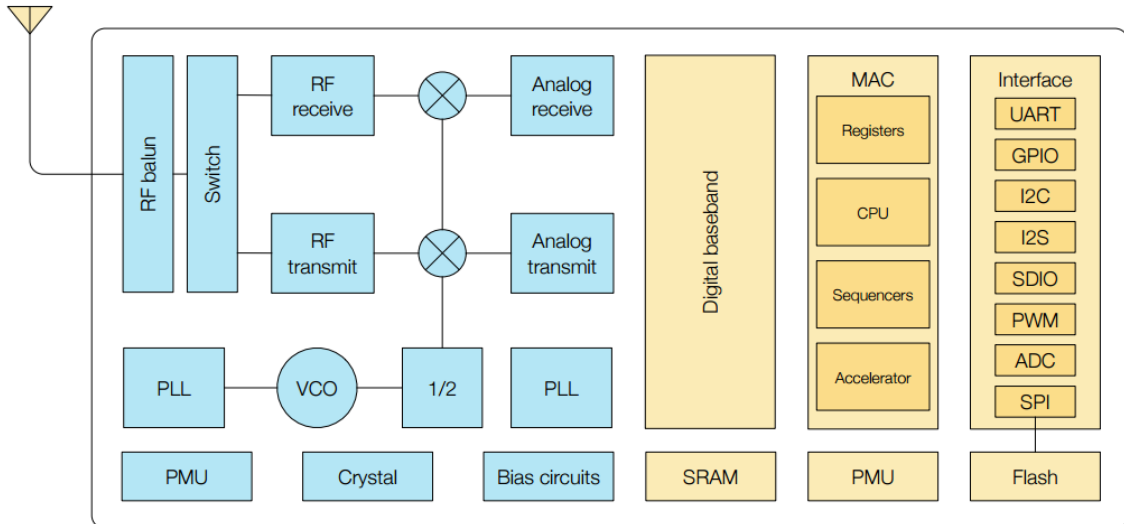 RF balun
Switch
RF
receive
Analog
receive
RF
transmit
Analog
transmit
PLL
VCO
1/2
PLL
PMU
Crystal
Bias circuits
Digital baseband
SRAM
MAC
Registers
CPU
Sequencers
Accelerator
PMU
Interface
UART
GPIO
I2C
I2S
SDIO
PWM
ADC
SPI
Flash